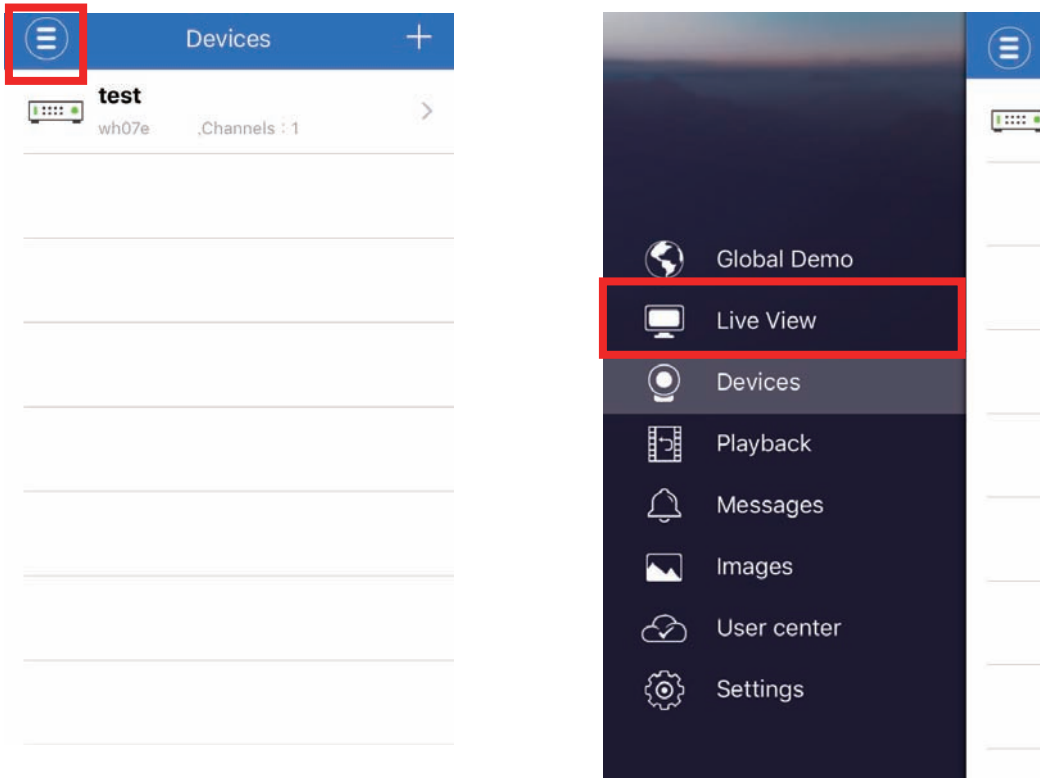 Devices
test
wh07e ,Channels : 1
Global Demo
Live View
Devices
Playback
Messages
Images
User center
Settings